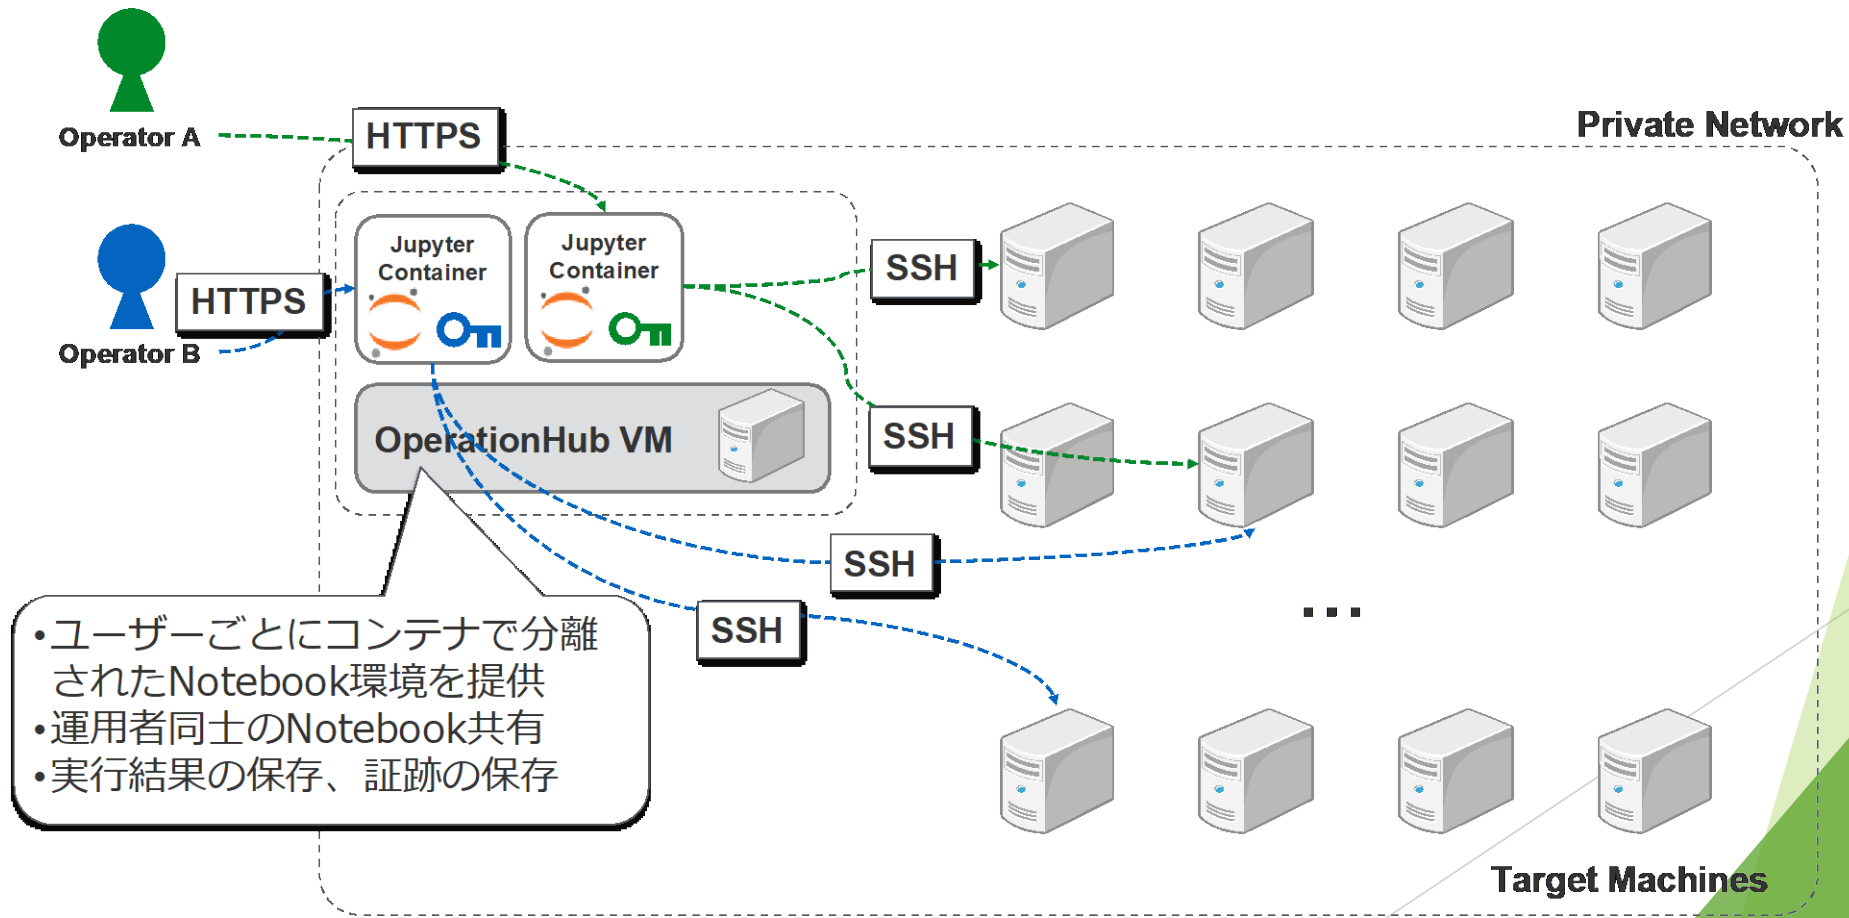 Operator A
HTTPS
Private Network
Operator B
HTTPS
Jupyter
Container
Jupyter
Container
SSH
SSH
OperationHub VM
SSH
SSH
•ユーザーごとにコンテナで分離
されたNotebook環境を提供
•運用者同士のNotebook共有
•実行結果の保存、証跡の保存
...
Target Machines